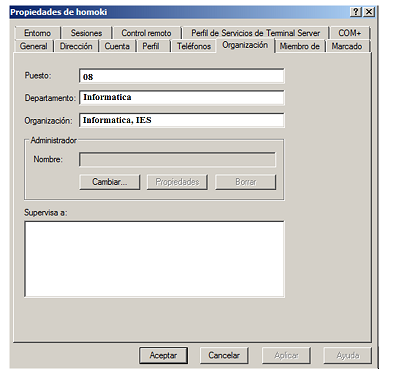 Propiedades de homoki
Entorno Sesiones Control remoto Perfil de Servicios de Terminal Server COM+
General Dirección Cuenta Perfil Teléfonos Organización Miembro de Marcado
Puesto: 08
Departamento: Informatica
Organización: Informatica, IES
Administrador
Nombre:
Cambiar... Propiedades Borrar
Supervisa a:
Aceptar Cancelar Aplicar Ayuda